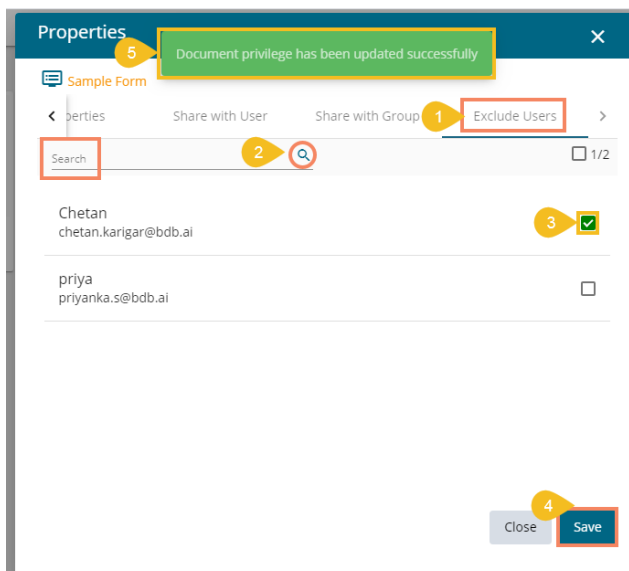 Properties
5
Document privilege has been updated successfully
Sample Form
perties
Share with User
Share with Group
1
Exclude Users
Search
2
1/2
Chetan
chetan.karigar@bdb.ai
3
priya
priyanka.s@bdb.ai
4
Close
Save